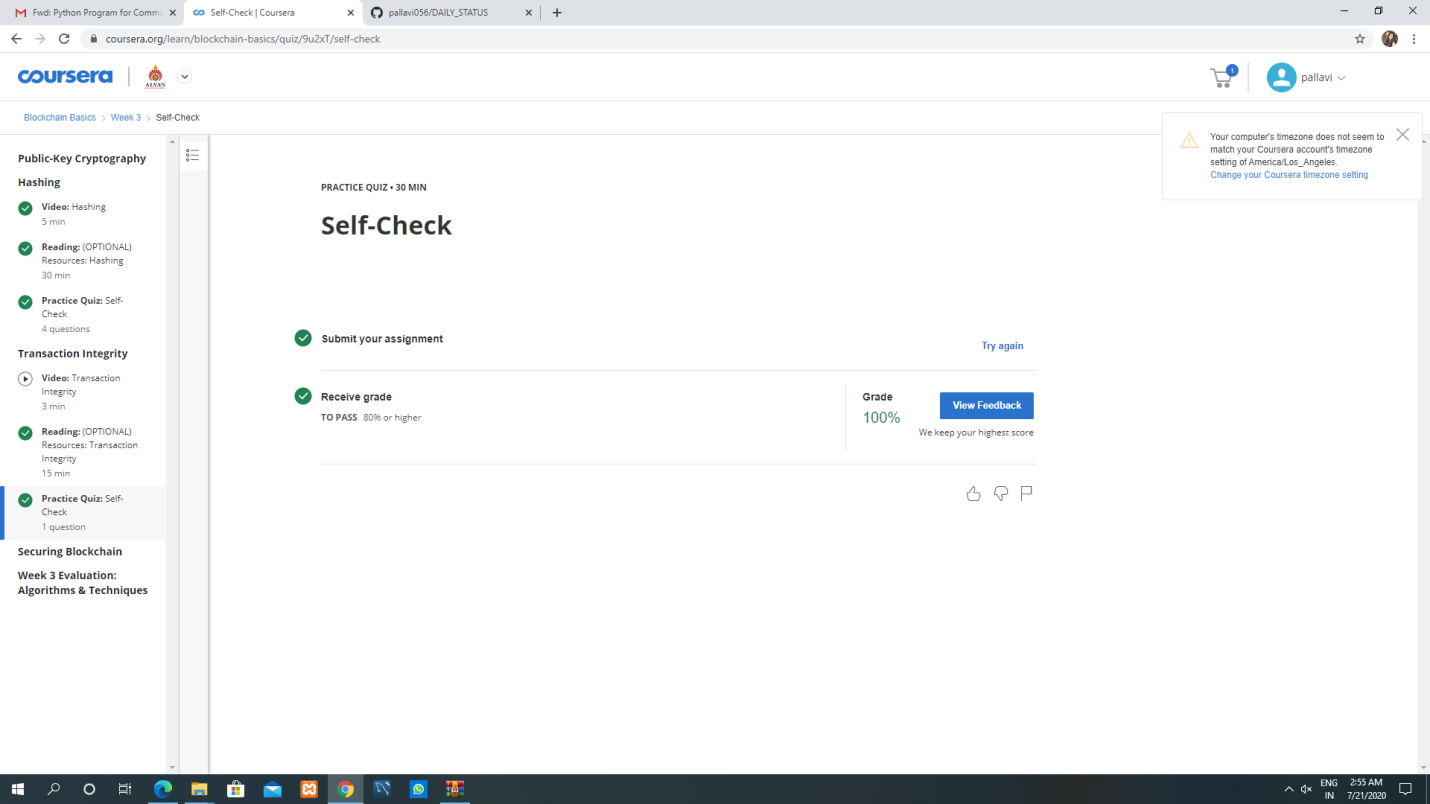 Fwd: Python Program for Comm
Self-Check | Coursera
pallavi056/DAILY_STATUS
coursera.org/learn/blockchain-basics/quiz/9u2xT/self-check
coursera
ALVA'S
1
pallavi
Blockchain Basics > Week 3 > Self-Check
Your computer's timezone does not seem to
match your Coursera account's timezone
setting of America/Los_Angeles.
Change your Coursera timezone setting
Public-Key Cryptography
Hashing
Video: Hashing
5 min
Reading: (OPTIONAL)
Resources: Hashing
30 min
Practice Quiz: Self-
Check
4 questions
Transaction Integrity
Video: Transaction
Integrity
3 min
Reading: (OPTIONAL)
Resources: Transaction
Integrity
15 min
Practice Quiz: Self-
Check
1 question
Securing Blockchain
Week 3 Evaluation:
Algorithms & Techniques
PRACTICE QUIZ • 30 MIN
Self-Check
Submit your assignment
Try again
Receive grade
TO PASS 80% or higher
Grade
100%
View Feedback
We keep your highest score
ENG
IN
2:55 AM
7/21/2020